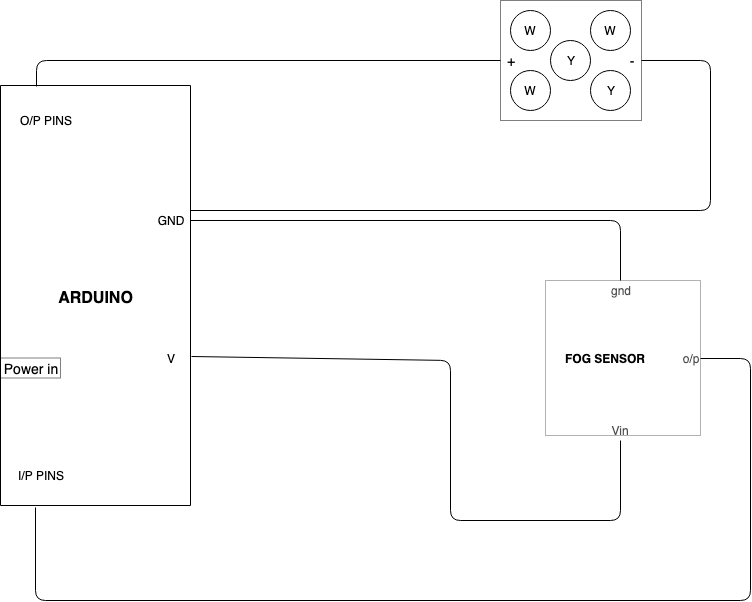 W W
+ Y -
W Y
O/P PINS
GND
gnd
ARDUINO
V
FOG SENSOR o/p
Power in
Vin
I/P PINS